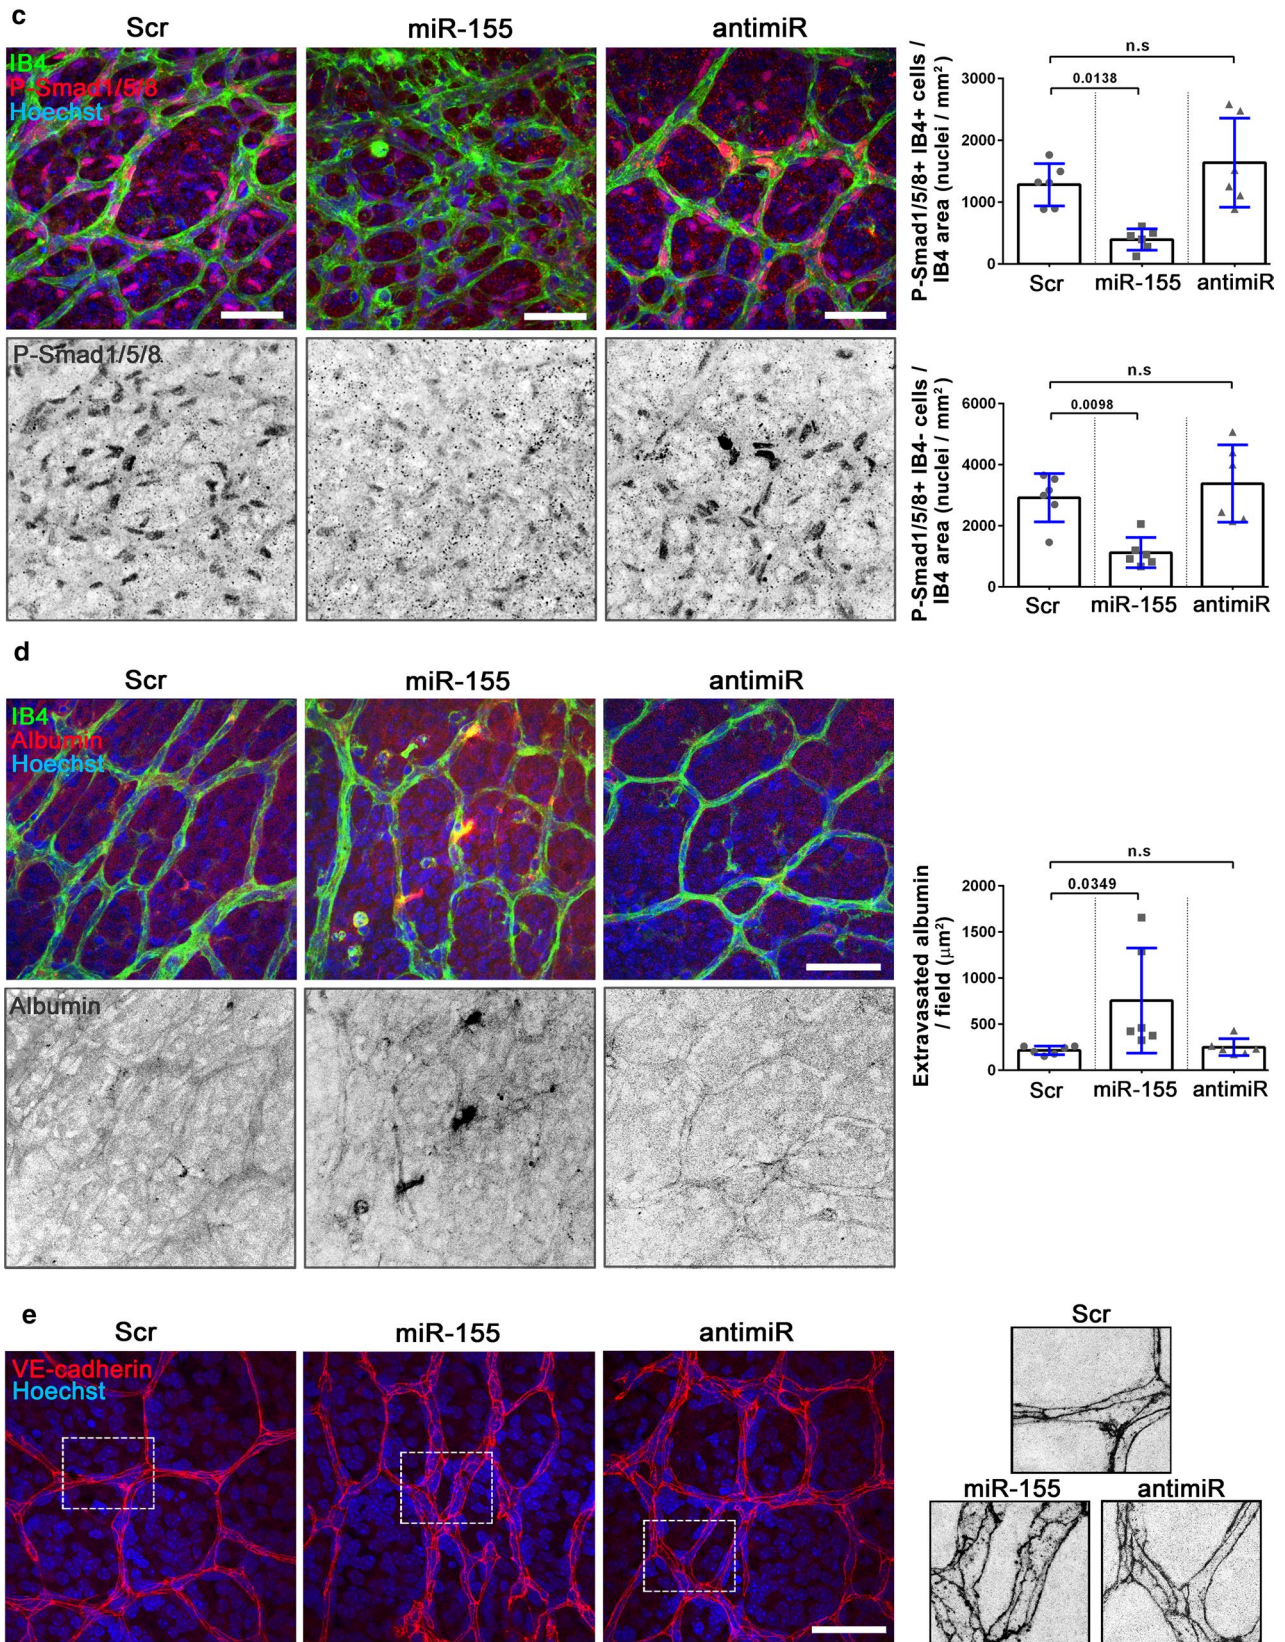 c
Scr
miR-155
antimiR
IB4
P-Smad1/5/8
Hoechst
P-Smad1/5/8
P-Smad1/5/8+ IB4+ cells /
IB4 area (nuclei / mm²)
3000
2000
1000
0
n.s
0.0138
Scr
miR-155
antimiR
P-Smad1/5/8+ IB4- cells /
IB4 area (nuclei / mm²)
6000
4000
2000
0
n.s
0.0098
Scr
miR-155
antimiR
d
Scr
miR-155
antimiR
IB4
Albumin
Hoechst
Albumin
Extravasated albumin
/ field (µm²)
2000
1500
1000
500
0
n.s
0.0349
Scr
miR-155
antimiR
e
Scr
miR-155
antimiR
VE-cadherin
Hoechst
Scr
miR-155
antimiR